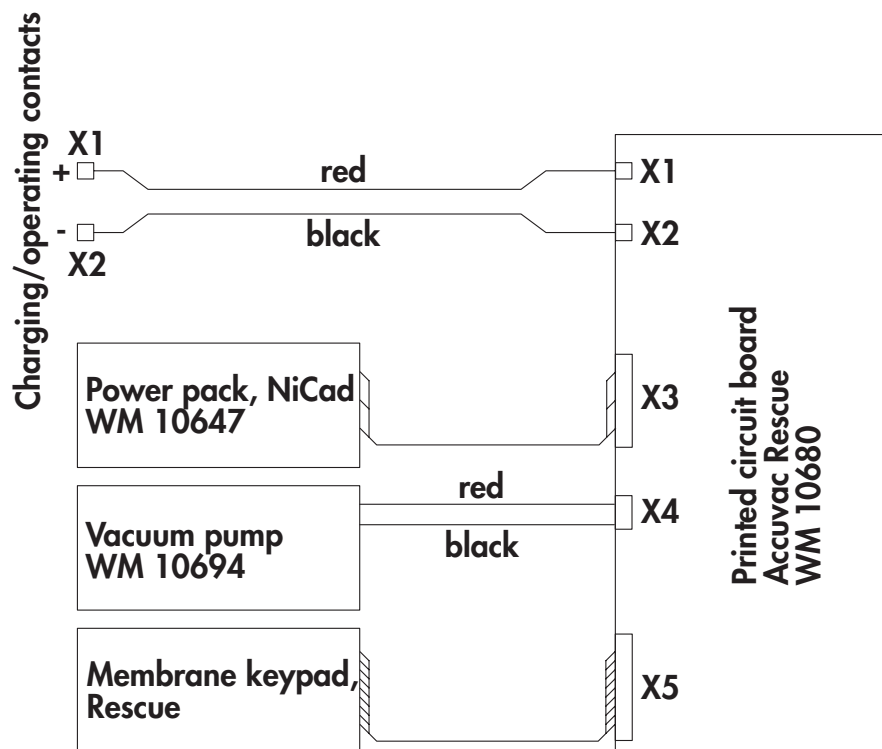 Charging/operating contacts
X1
+
-
X2
red
black
X1
X2
Power pack, NiCad
WM 10647
X3
Vacuum pump
WM 10694
red
black
X4
Membrane keypad,
Rescue
X5
Printed circuit board
Accuvac Rescue
WM 10680